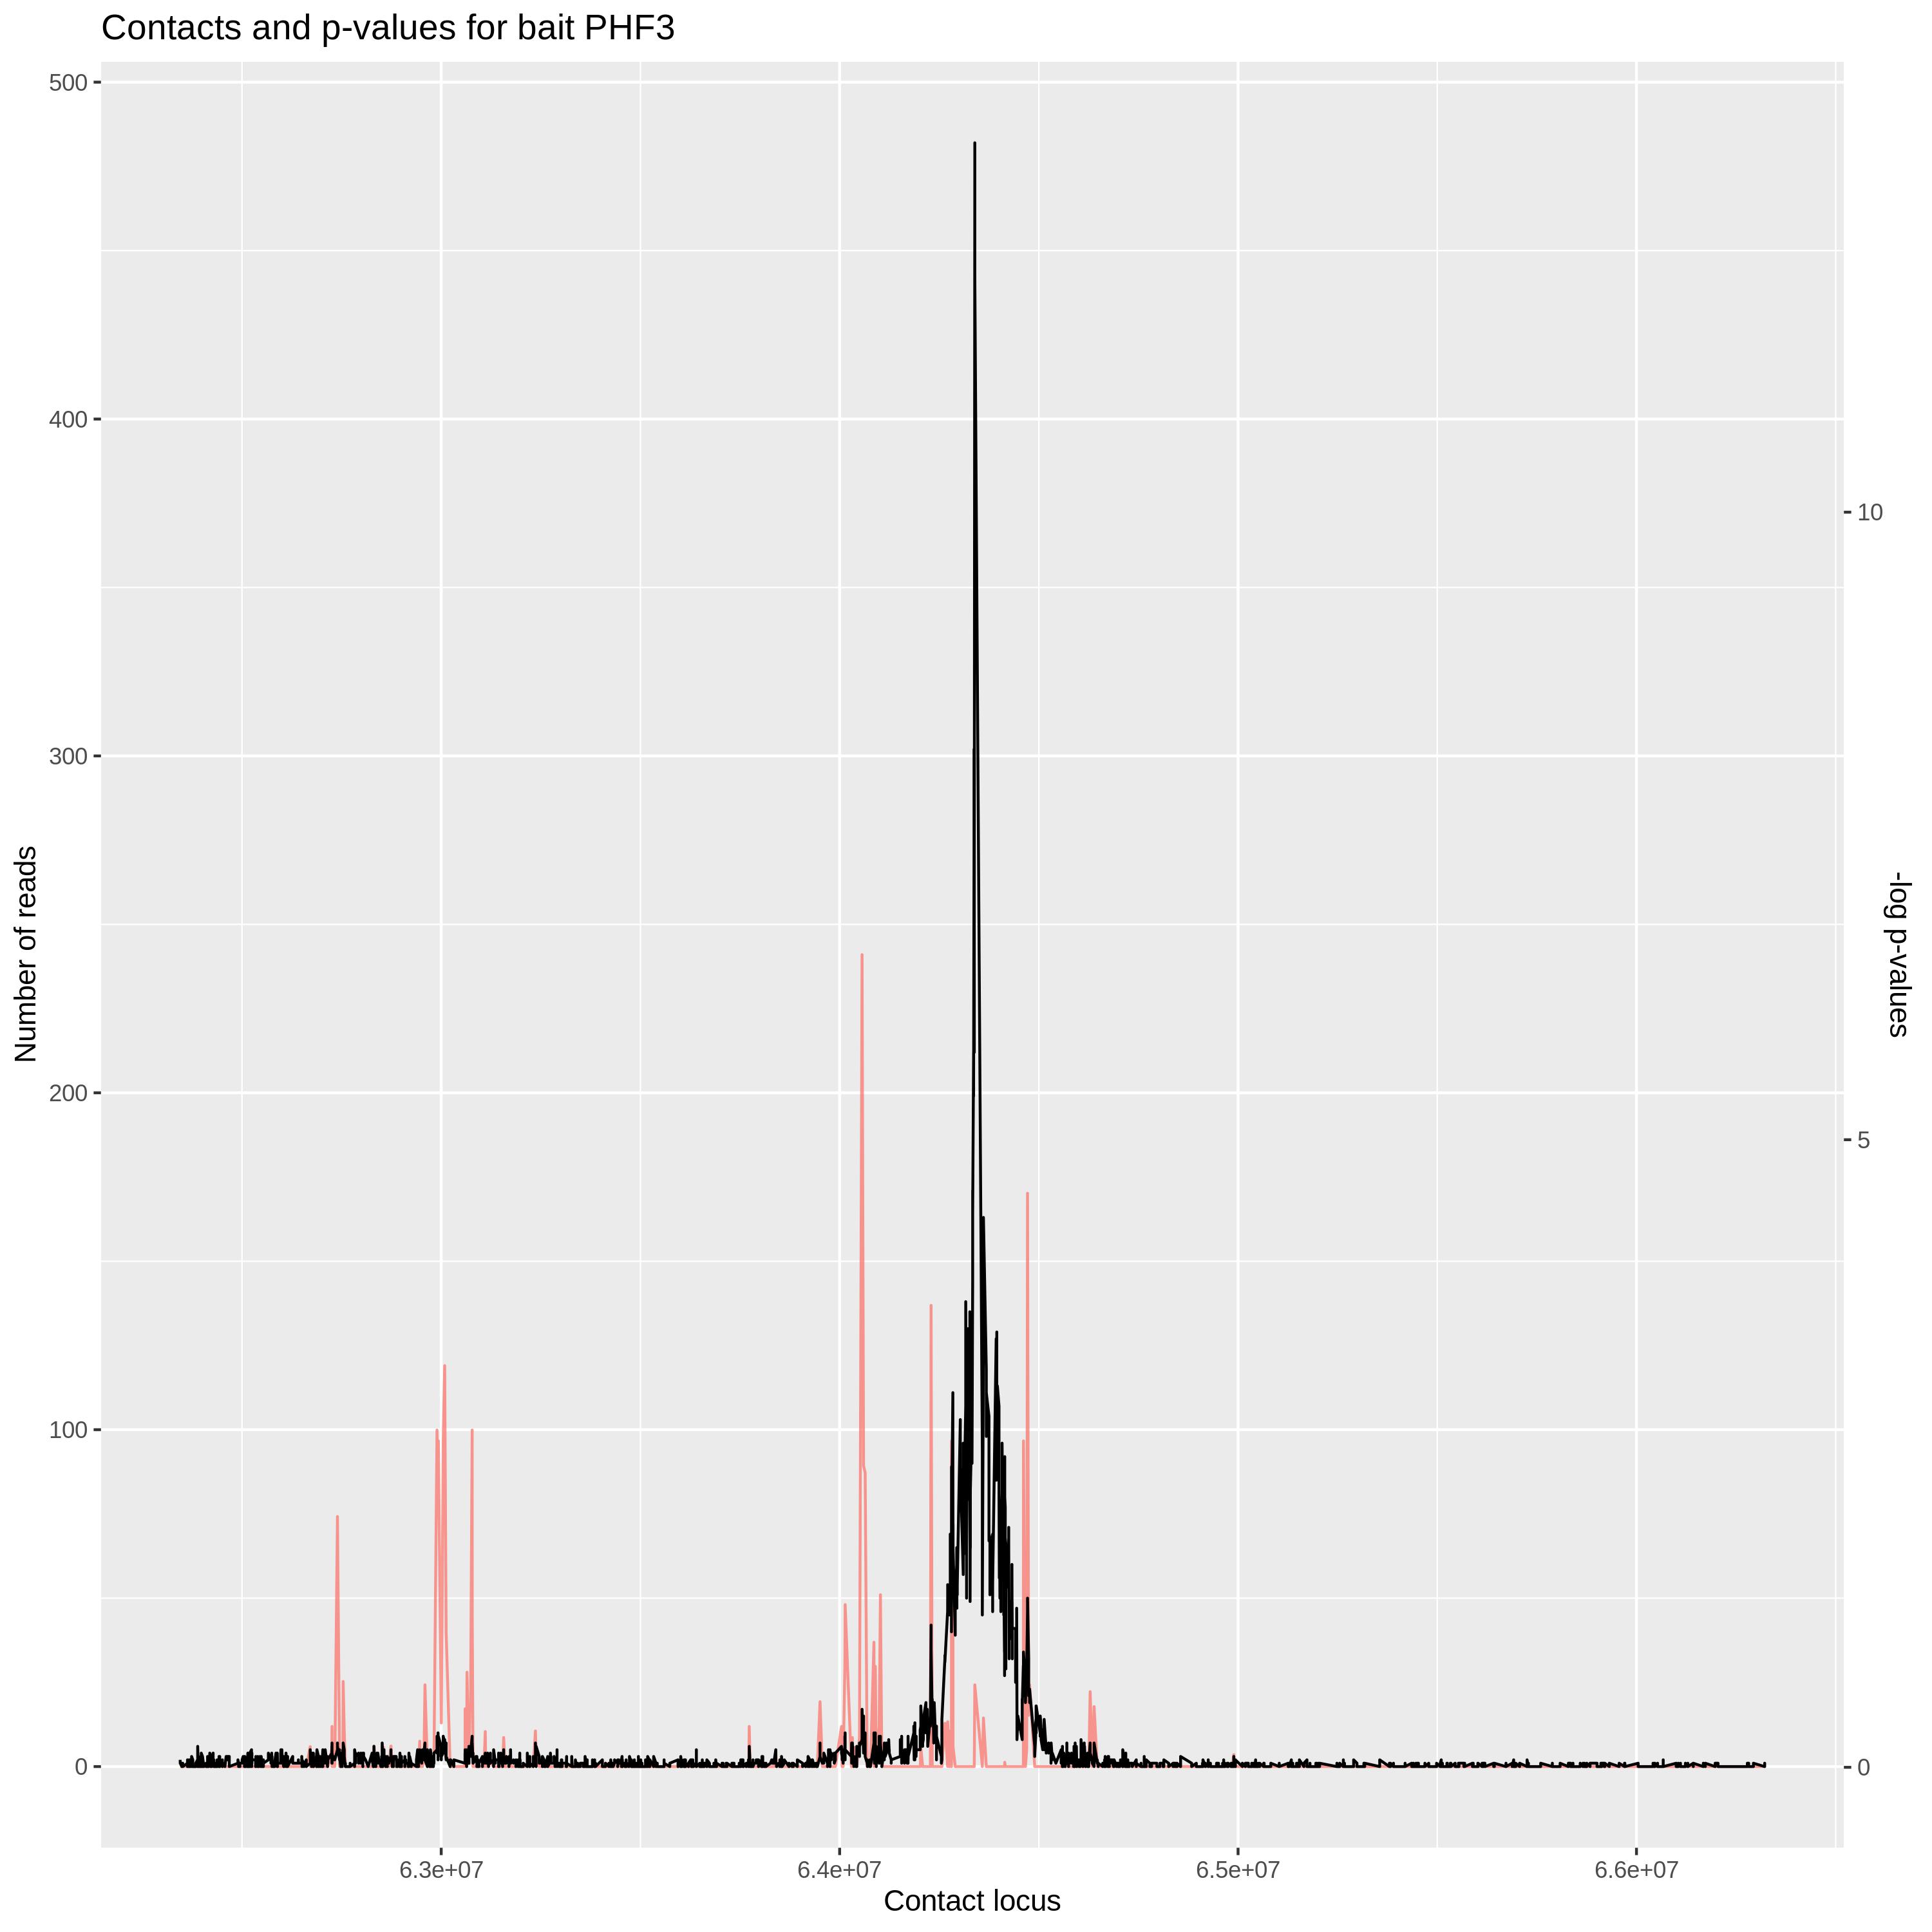 Contacts and p-values for bait PHF3
500
400
300
200
100
0
Number of reads
10
5
0
-log p-values
6.3e+07
6.4e+07
6.5e+07
6.6e+07
Contact locus